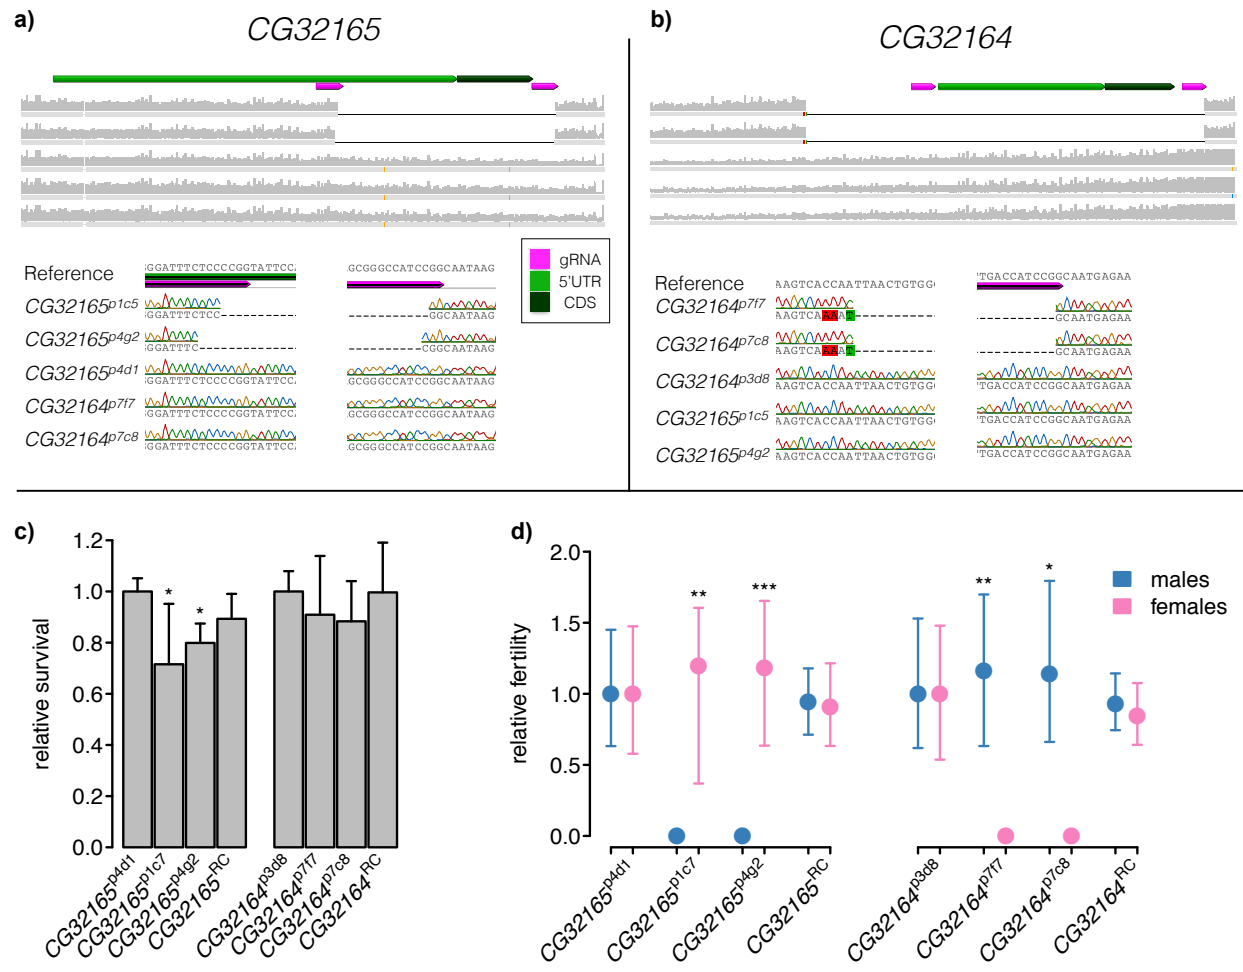 a)
CG32165
gRNA
5'UTR
CDS
Reference
GGATTTCTCCCCGGTATTCC
GCGGGCCATCCGGCAATAAG
CG32165p1c5
GGATTTCTCC
GGCAATAAG
CG32165p4g2
GGATTTC
CGGCAATAAG
CG32165p4d1
GGATTTCTCCCCGGTATTCC
GCGGGCCATCCGGCAATAAG
CG32164p7f7
GGATTTCTCCCCGGTATTCC
GCGGGCCATCCGGCAATAAG
CG32164p7c8
GGATTTCTCCCCGGTATTCC
GCGGGCCATCCGGCAATAAG
b)
CG32164
Reference
AAGTCACCAATTAACTGTGG
TGACCATCCGGCAATGAGAA
CG32164p7f7
AAGTCAAAAT
GCAATGAGAA
CG32164p7c8
AAGTCAAAAT
GCAATGAGAA
CG32164p3d8
AAGTCACCAATTAACTGTGG
TGACCATCCGGCAATGAGAA
CG32165p1c5
AAGTCACCAATTAACTGTGG
TGACCATCCGGCAATGAGAA
CG32165p4g2
AAGTCACCAATTAACTGTGG
TGACCATCCGGCAATGAGAA
c)
relative survival
1.2
1.0
0.8
0.6
0.4
0.2
0.0
*
*
CG32165p4d1
CG32165p1c7
CG32165p4g2
CG32165RC
CG32164p3d8
CG32164p7f7
CG32164p7c8
CG32164RC
d)
relative fertility
2.0
1.5
1.0
0.5
0.0
**
***
**
*
males
females
CG32165p4d1
CG32165p1c7
CG32165p4g2
CG32165RC
CG32164p3d8
CG32164p7f7
CG32164p7c8
CG32164RC